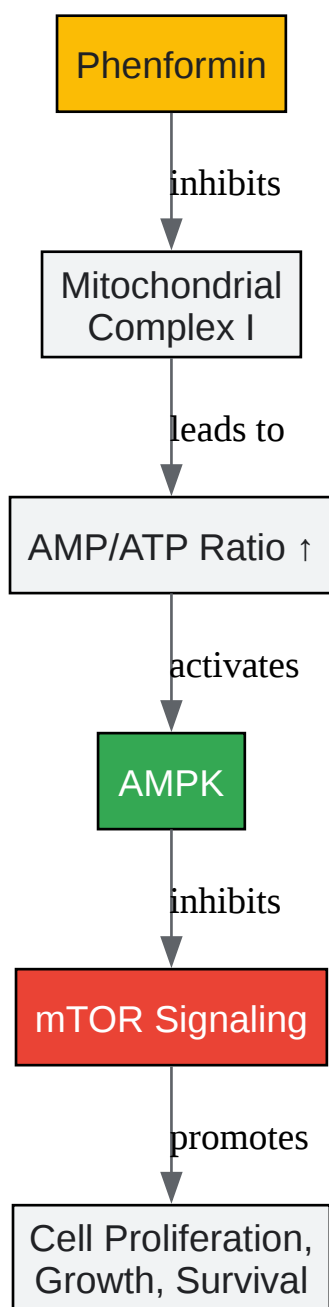 Phenformin
inhibits
Mitochondrial
Complex I
leads to
AMP/ATP Ratio ↑
activates
AMPK
inhibits
mTOR Signaling
promotes
Cell Proliferation,
Growth, Survival